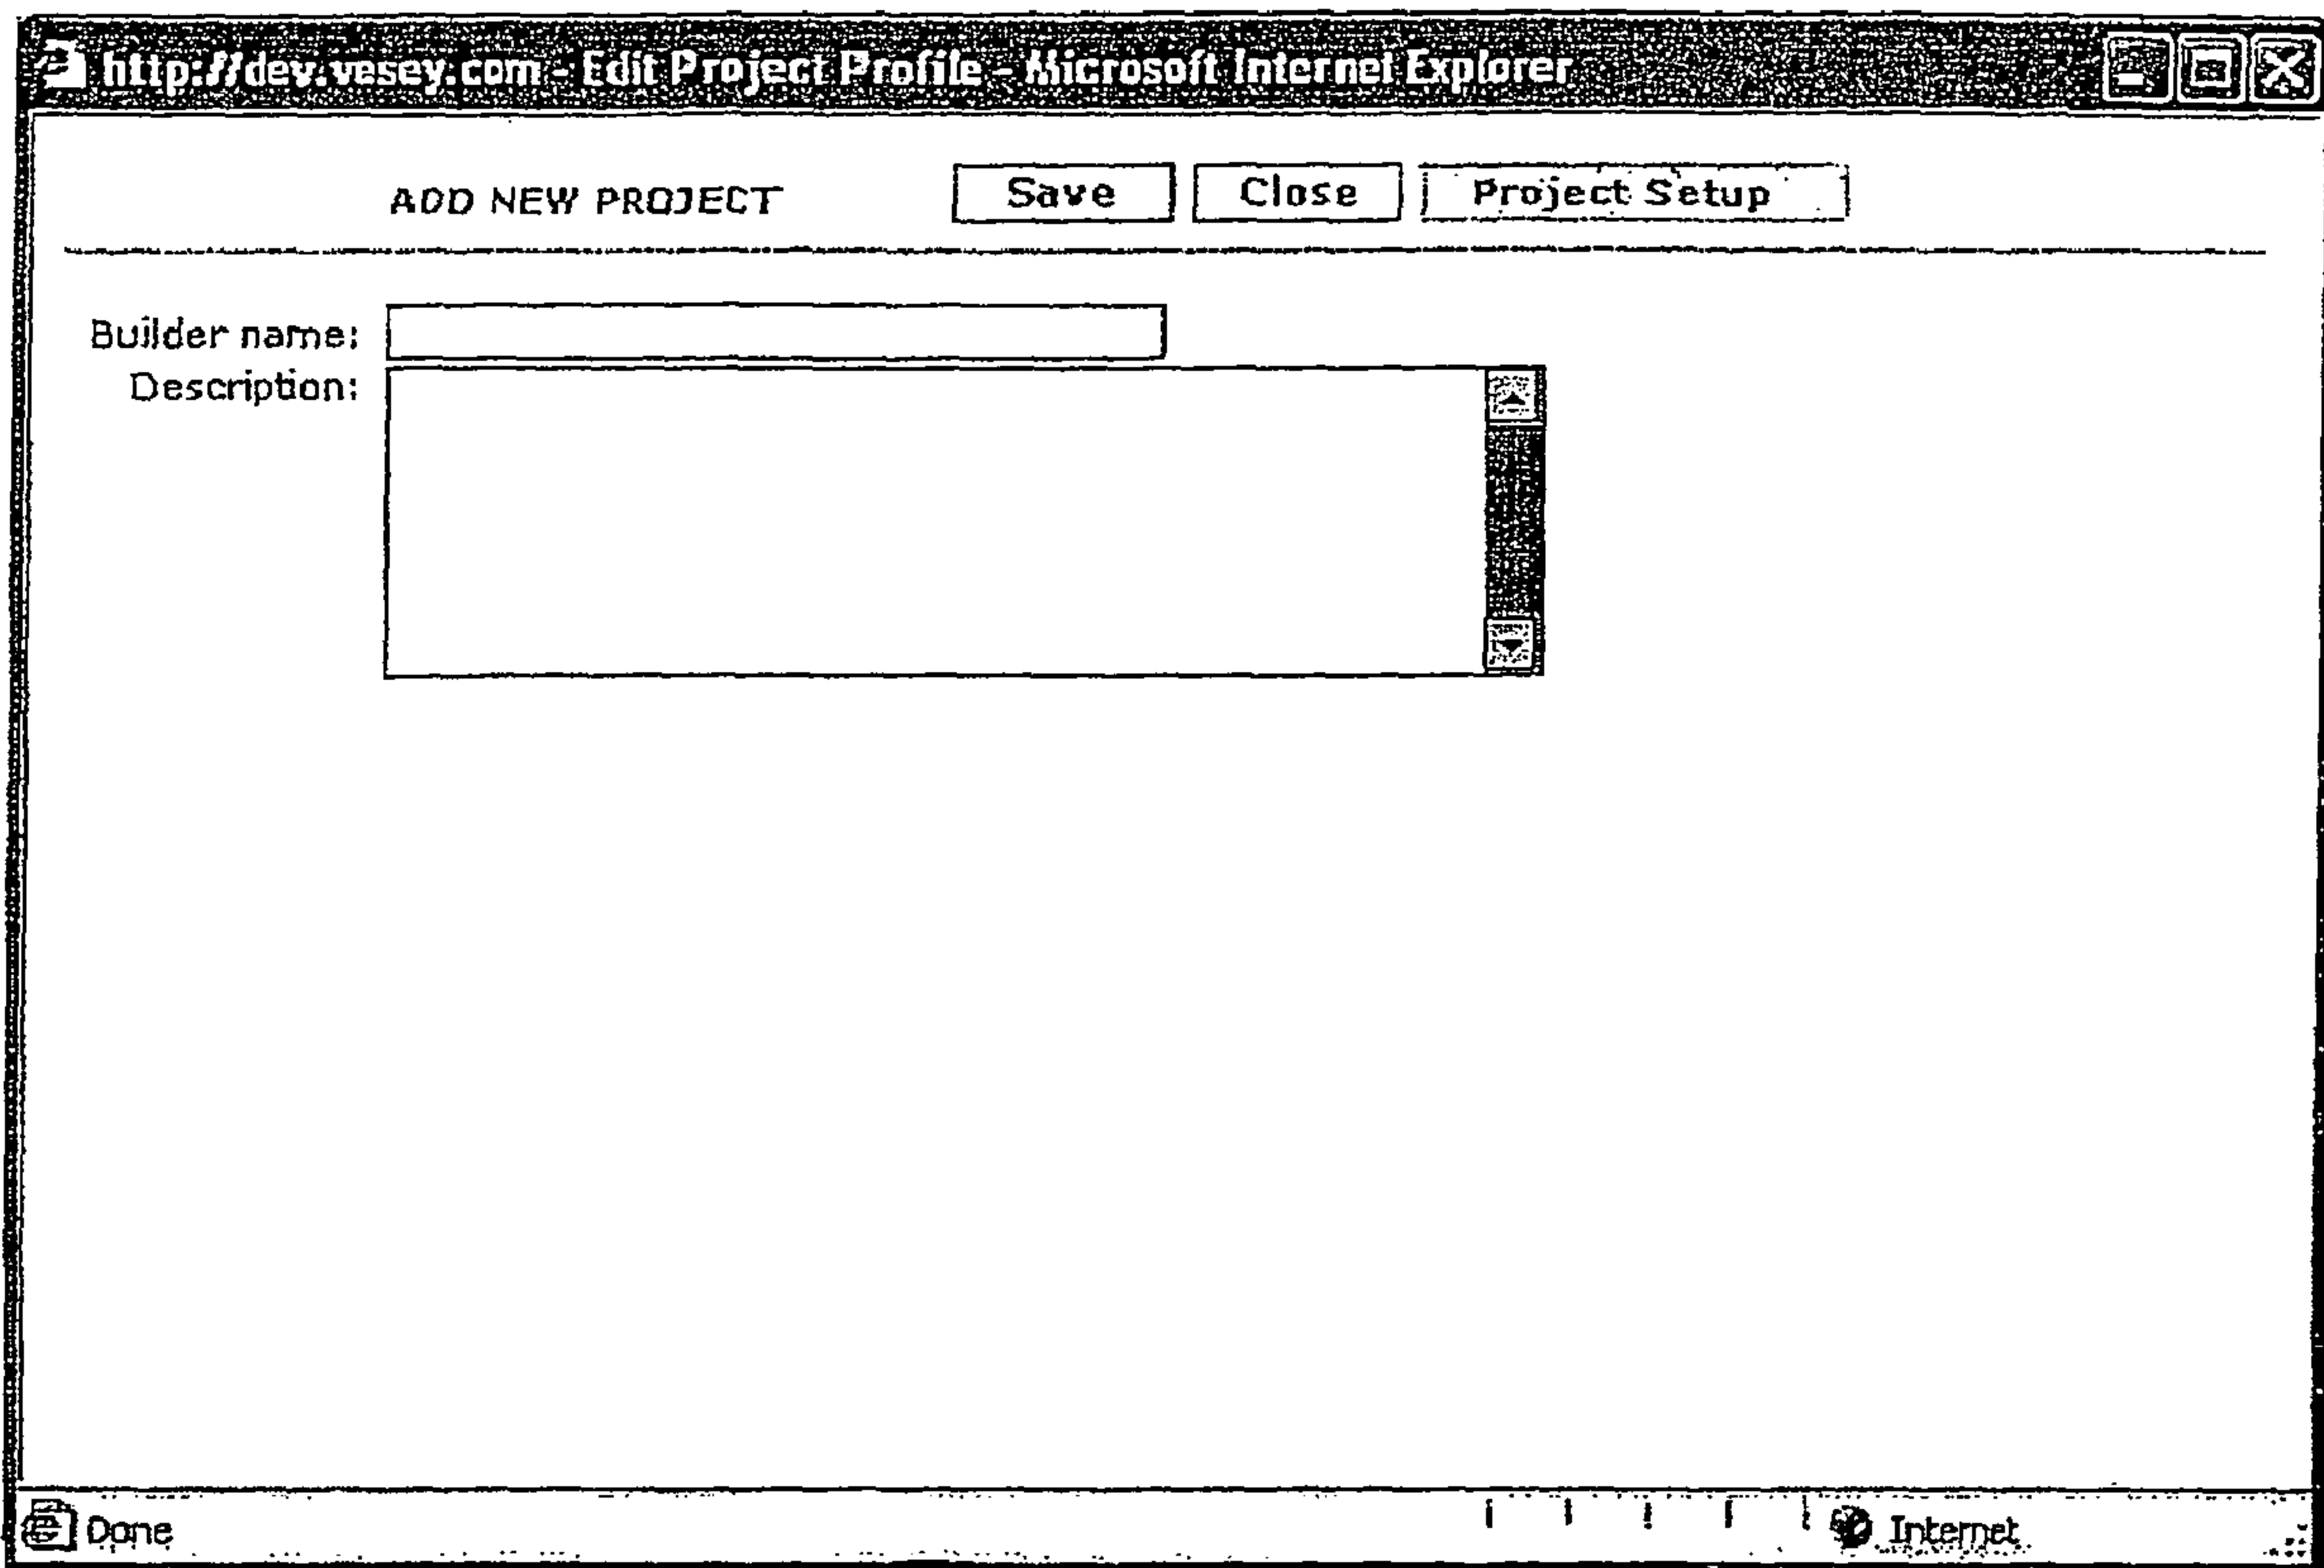 http://dev.vesey.com - Edit Project Profile - Microsoft Internet Explorer
ADD NEW PROJECT Save Close Project Setup
Builder name:
Description:
Done Internet